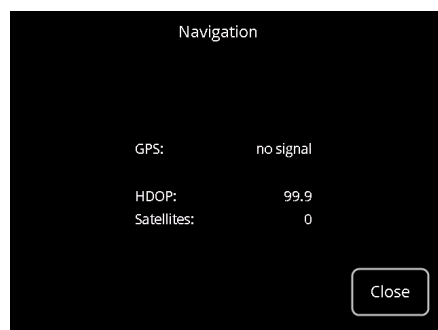 Navigation
GPS: no signal
HDOP: 99.9
Satellites: 0
Close